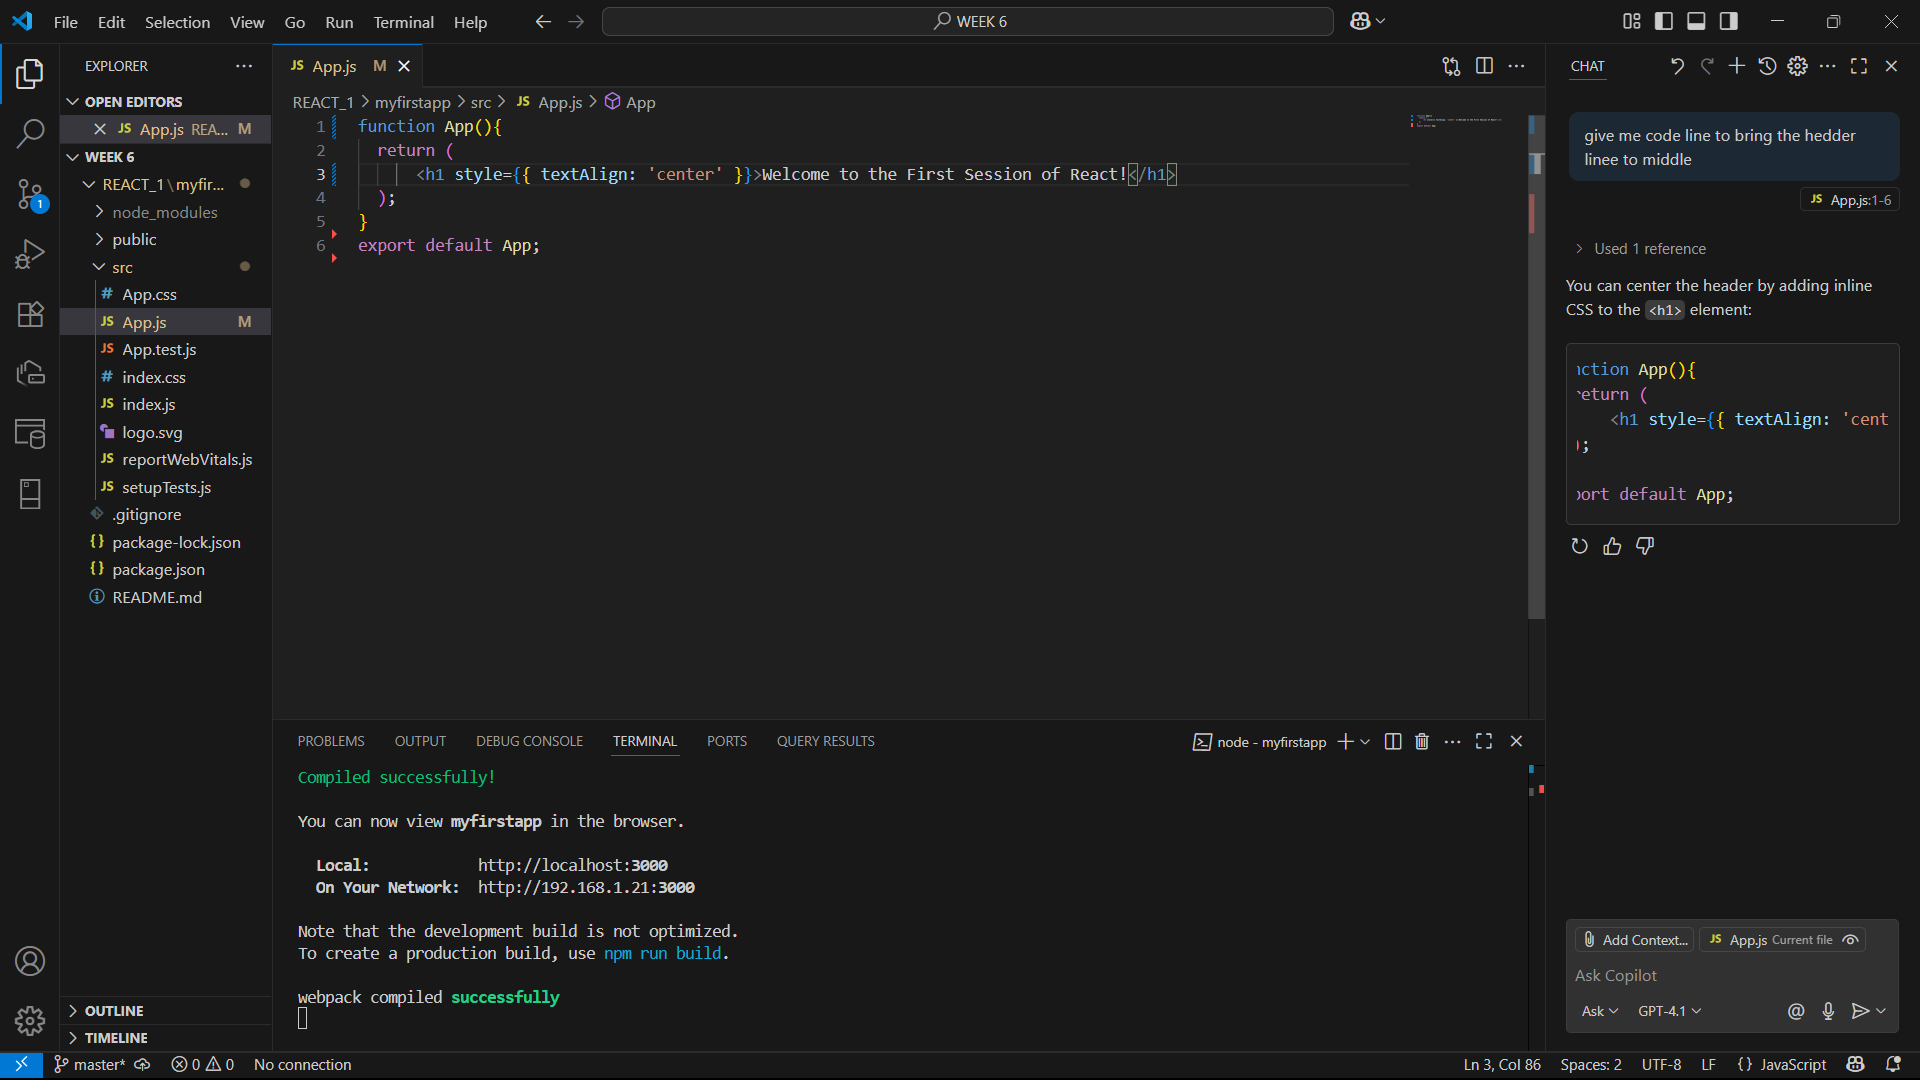 File Edit Selection View Go Run Terminal Help
WEEK 6
EXPLORER
OPEN EDITORS
JS App.js REA... M
WEEK 6
REACT_1\myfir...
node_modules
public
src
# App.css
JS App.js M
JS App.test.js
# index.css
JS index.js
logo.svg
JS reportWebVitals.js
JS setupTests.js
.gitignore
{} package-lock.json
{} package.json
README.md
OUTLINE
TIMELINE
1
JS App.js M
REACT_1 > myfirstapp > src > JS App.js > App
1 function App(){
2 return (
3 <h1 style={{ textAlign: 'center' }}>Welcome to the First Session of React!</h1>
4 );
5 }
6 export default App;
PROBLEMS OUTPUT DEBUG CONSOLE TERMINAL PORTS QUERY RESULTS
node - myfirstapp
Compiled successfully!
You can now view myfirstapp in the browser.
Local: http://localhost:3000
On Your Network: http://192.168.1.21:3000
Note that the development build is not optimized.
To create a production build, use npm run build.
webpack compiled successfully
CHAT
give me code line to bring the hedder
linee to middle
JS App.js:1-6
Used 1 reference
You can center the header by adding inline
CSS to the <h1> element:
nction App(){
return (
<h1 style={{ textAlign: 'cent
);
port default App;
Add Context... JS App.js Current file
Ask Copilot
Ask GPT-4.1
master* 0 0 No connection
Ln 3, Col 86 Spaces: 2 UTF-8 LF {} JavaScript